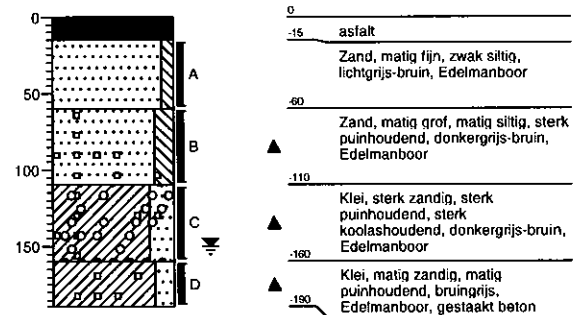 0
50
100
150
A
B
C
D
0
-15
asfalt
Zand, matig fijn, zwak siltig,
lichtgrijs-bruin, Edelmanboor
-60
Zand, matig grof, matig siltig, sterk
puinhoudend, donkergrijs-bruin,
Edelmanboor
-110
Klei, sterk zandig, sterk
puinhoudend, sterk
koolashoudend, donkergrijs-bruin,
Edelmanboor
-160
Klei, matig zandig, matig
puinhoudend, bruingrijs,
-190
Edelmanboor, gestaakt beton